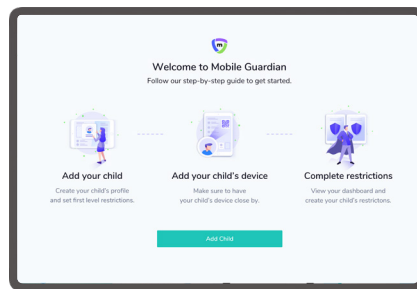 Welcome to Mobile Guardian
Follow our step-by-step guide to get started.
Add your child
Create your child's profile
and set first level restrictions.
Add your child's device
Make sure to have
your child's device close by.
Complete restrictions
View your dashboard and
create your child's restrictons.
Add Child